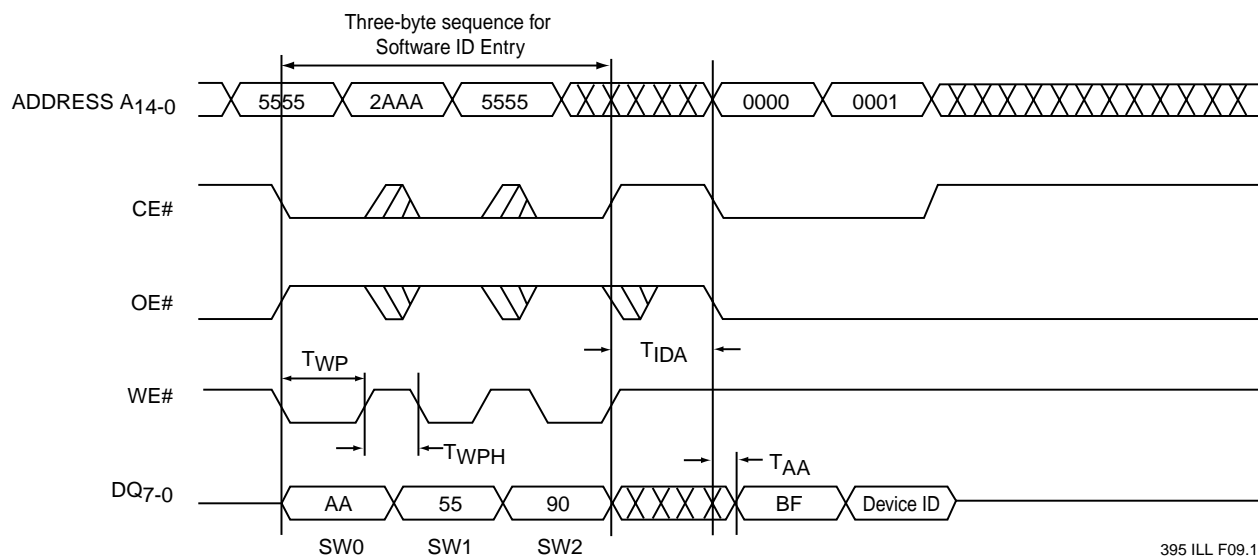 Three-byte sequence for
Software ID Entry
ADDRESS A14-0
5555
2AAA
5555
0000
0001
CE#
OE#
TIDA
TWP
WE#
TWPH
TAA
DQ7-0
AA
55
90
BF
Device ID
SW0
SW1
SW2
395 ILL F09.1